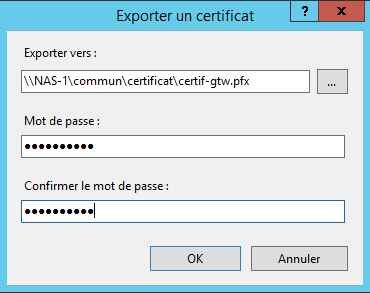 Exporter un certificat
?
x
Exporter vers :
\\NAS-1\commun\certificat\certif-gtw.pfx
...
Mot de passe :
●●●●●●●●●●
Confirmer le mot de passe :
●●●●●●●●●●
OK
Annuler